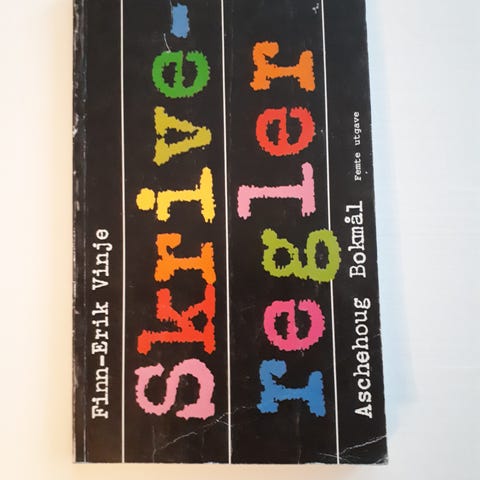 Finn-Erik Vinje
Skrive-
regler
Aschehoug Bokmål Femte utgave